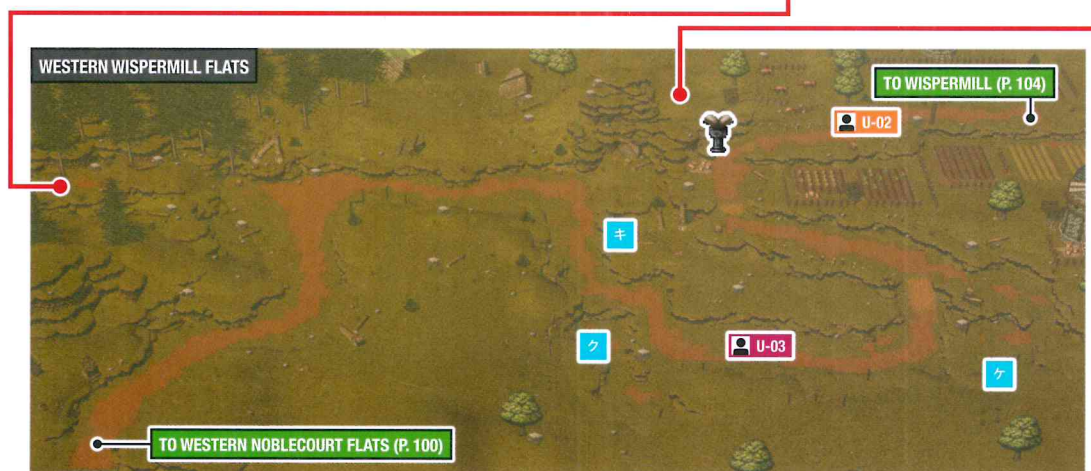 WESTERN WISPERMILL FLATS
TO WISPERMILL (P. 104)
U-02
キ
U-03
ク
ケ
TO WESTERN NOBLECOURT FLATS (P. 100)